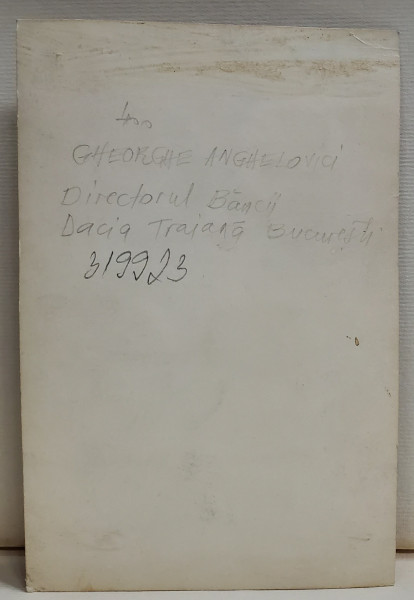 GHEORGHE ANGHELOVICI
Directorul Băncii
Dacia Traiană București
319923